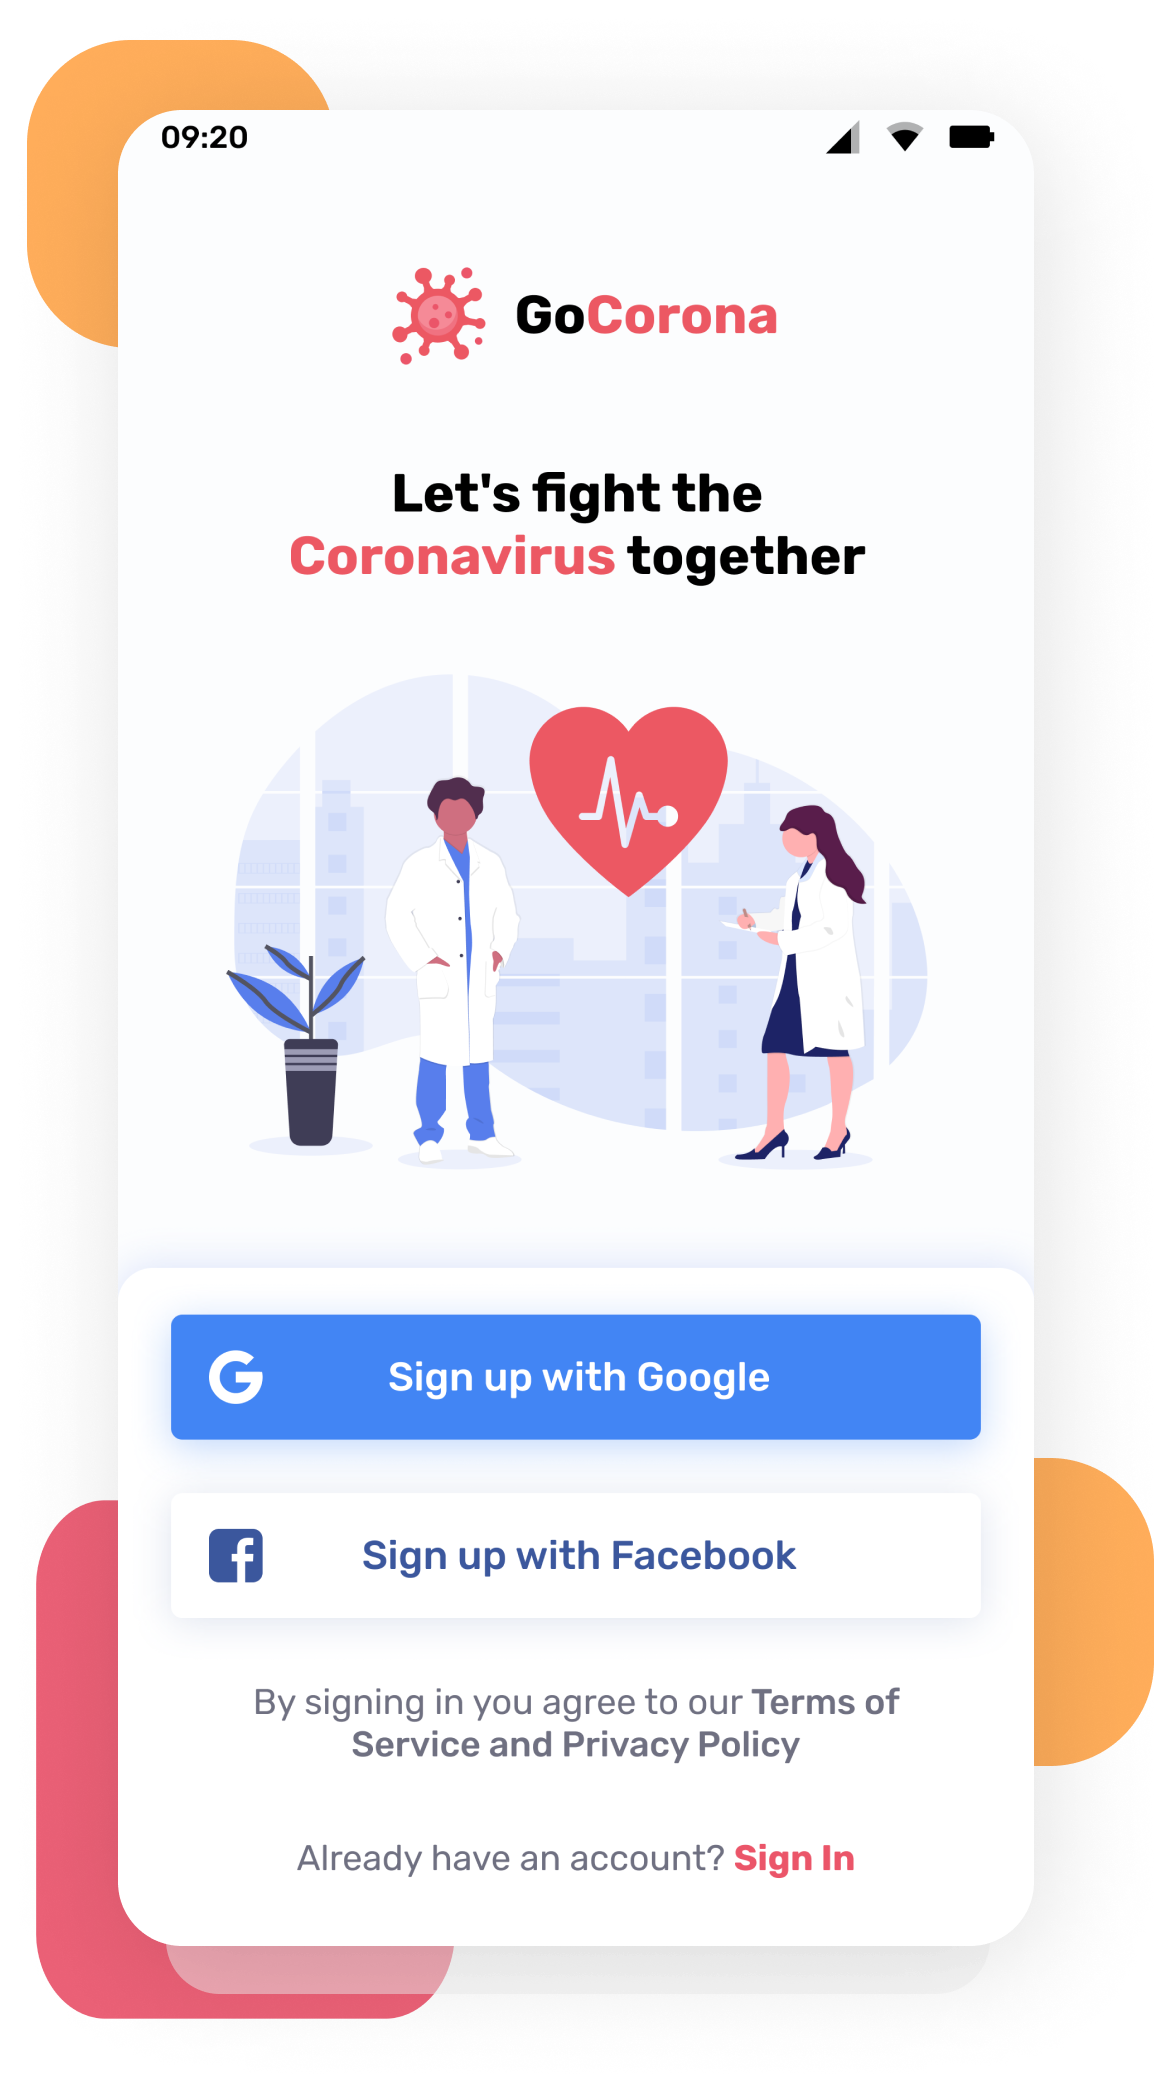 09:20
GoCorona
Let's fight the
Coronavirus together
Sign up with Google
Sign up with Facebook
By signing in you agree to our Terms of
Service and Privacy Policy
Already have an account? Sign In